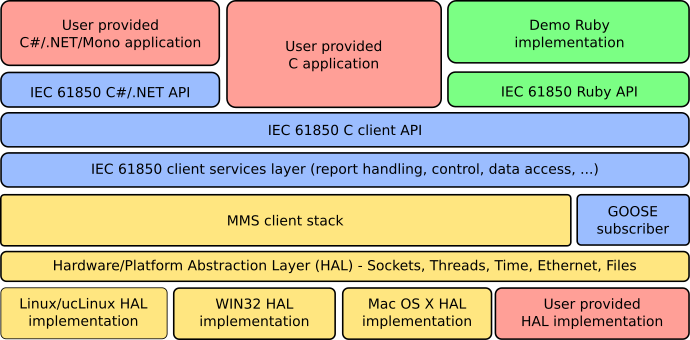 User provided
C#/.NET/Mono application
User provided
C application
Demo Ruby
implementation
IEC 61850 C#/.NET API
IEC 61850 Ruby API
IEC 61850 C client API
IEC 61850 client services layer (report handling, control, data access, ...)
MMS client stack
GOOSE
subscriber
Hardware/Platform Abstraction Layer (HAL) - Sockets, Threads, Time, Ethernet, Files
Linux/ucLinux HAL
implementation
WIN32 HAL
implementation
Mac OS X HAL
implementation
User provided
HAL implementation